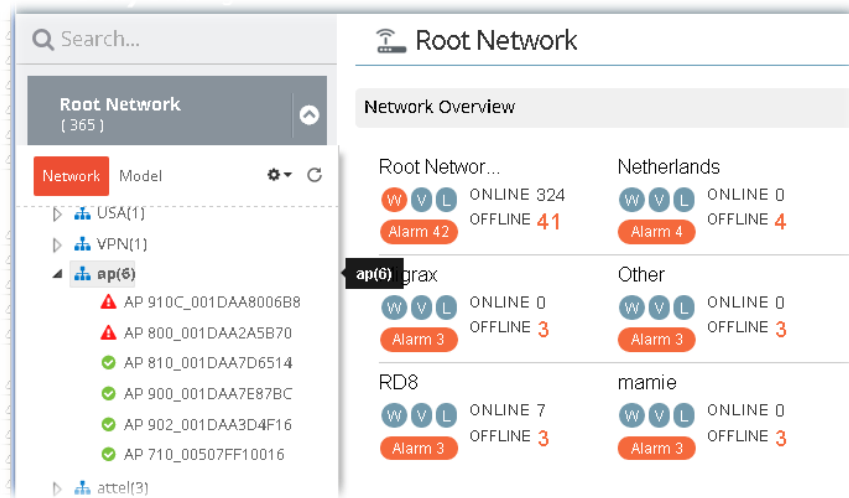 Search...
Root Network
( 365 )
Network Model
USA(1)
VPN(1)
ap(6)
AP 910C_001DAA8006B8
AP 800_001DAA2A5B70
AP 810_001DAA7D6514
AP 900_001DAA7E87BC
AP 902_001DAA3D4F16
AP 710_00507FF10016
attel(3)
ap(6)
Root Network
Network Overview
Root Networ...
W V L ONLINE 324
Alarm 42 OFFLINE 41
Netherlands
W V L ONLINE 0
Alarm 4 OFFLINE 4
W V L ONLINE 0
Alarm 3 OFFLINE 3
Other
W V L ONLINE 0
Alarm 3 OFFLINE 3
RD8
W V L ONLINE 7
Alarm 3 OFFLINE 3
mamie
W V L ONLINE 0
Alarm 3 OFFLINE 3